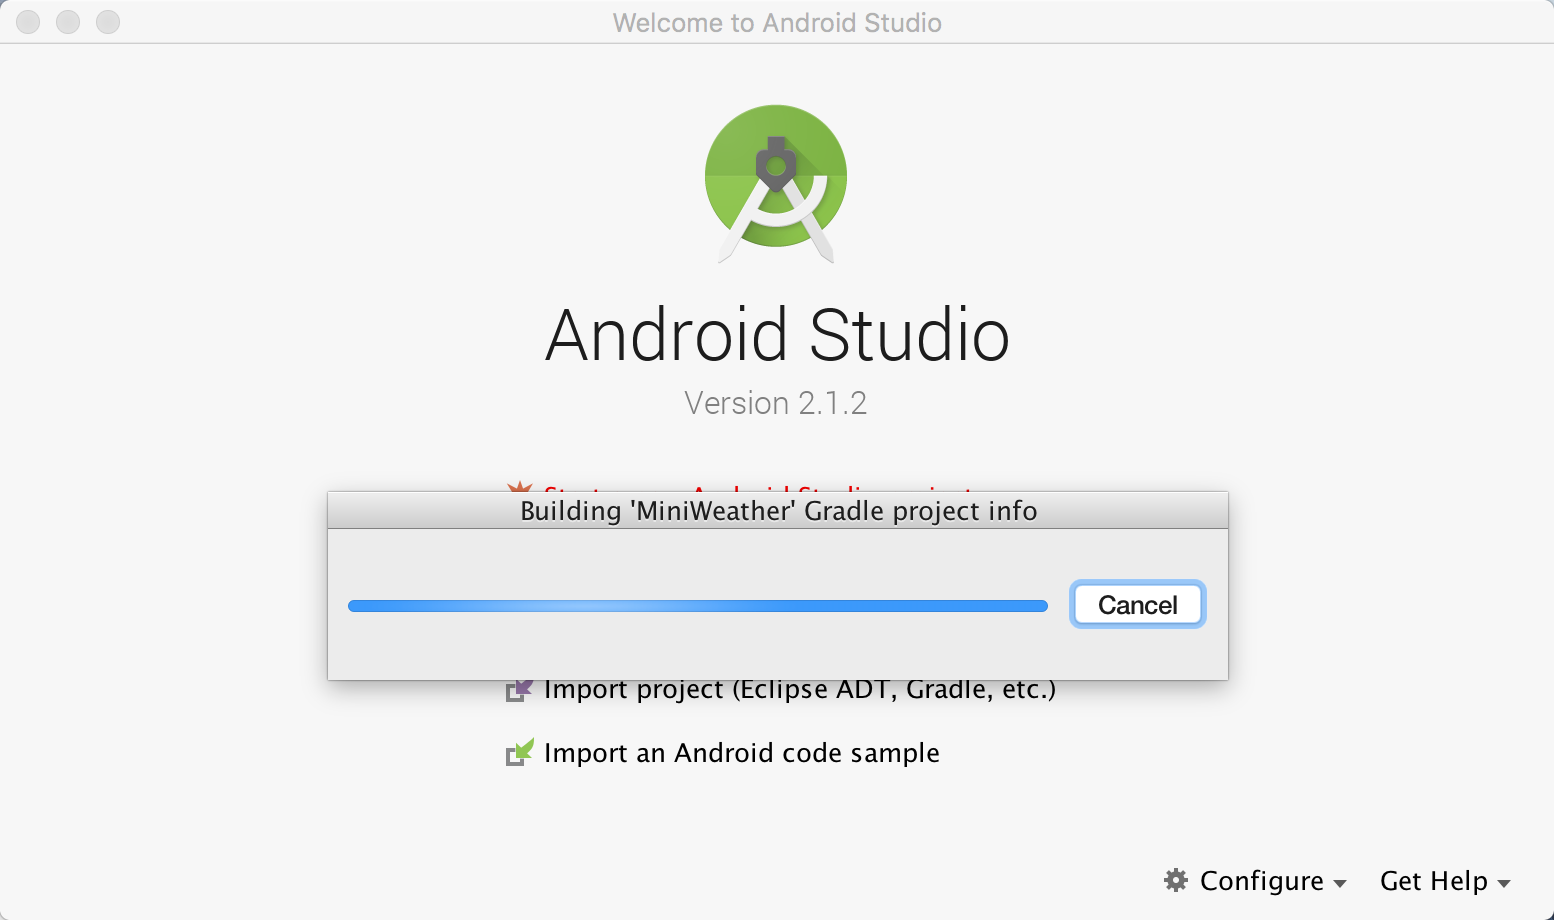 Welcome to Android Studio
Android Studio
Version 2.1.2
Building 'MiniWeather' Gradle project info
Cancel
Import project (Eclipse ADT, Gradle, etc.)
Import an Android code sample
Configure
Get Help